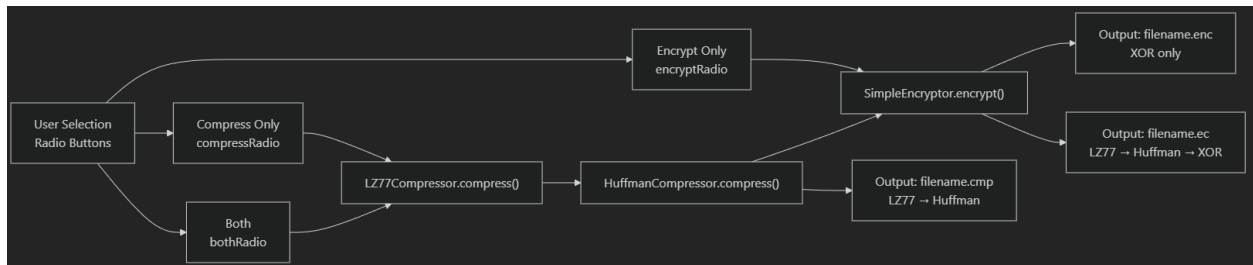 User Selection
Radio Buttons
Compress Only
compressRadio
Both
bothRadio
LZ77Compressor.compress()
HuffmanCompressor.compress()
Encrypt Only
encryptRadio
SimpleEncryptor.encrypt()
Output: filename.enc
XOR only
Output: filename.ec
LZ77 → Huffman → XOR
Output: filename.cmp
LZ77 → Huffman